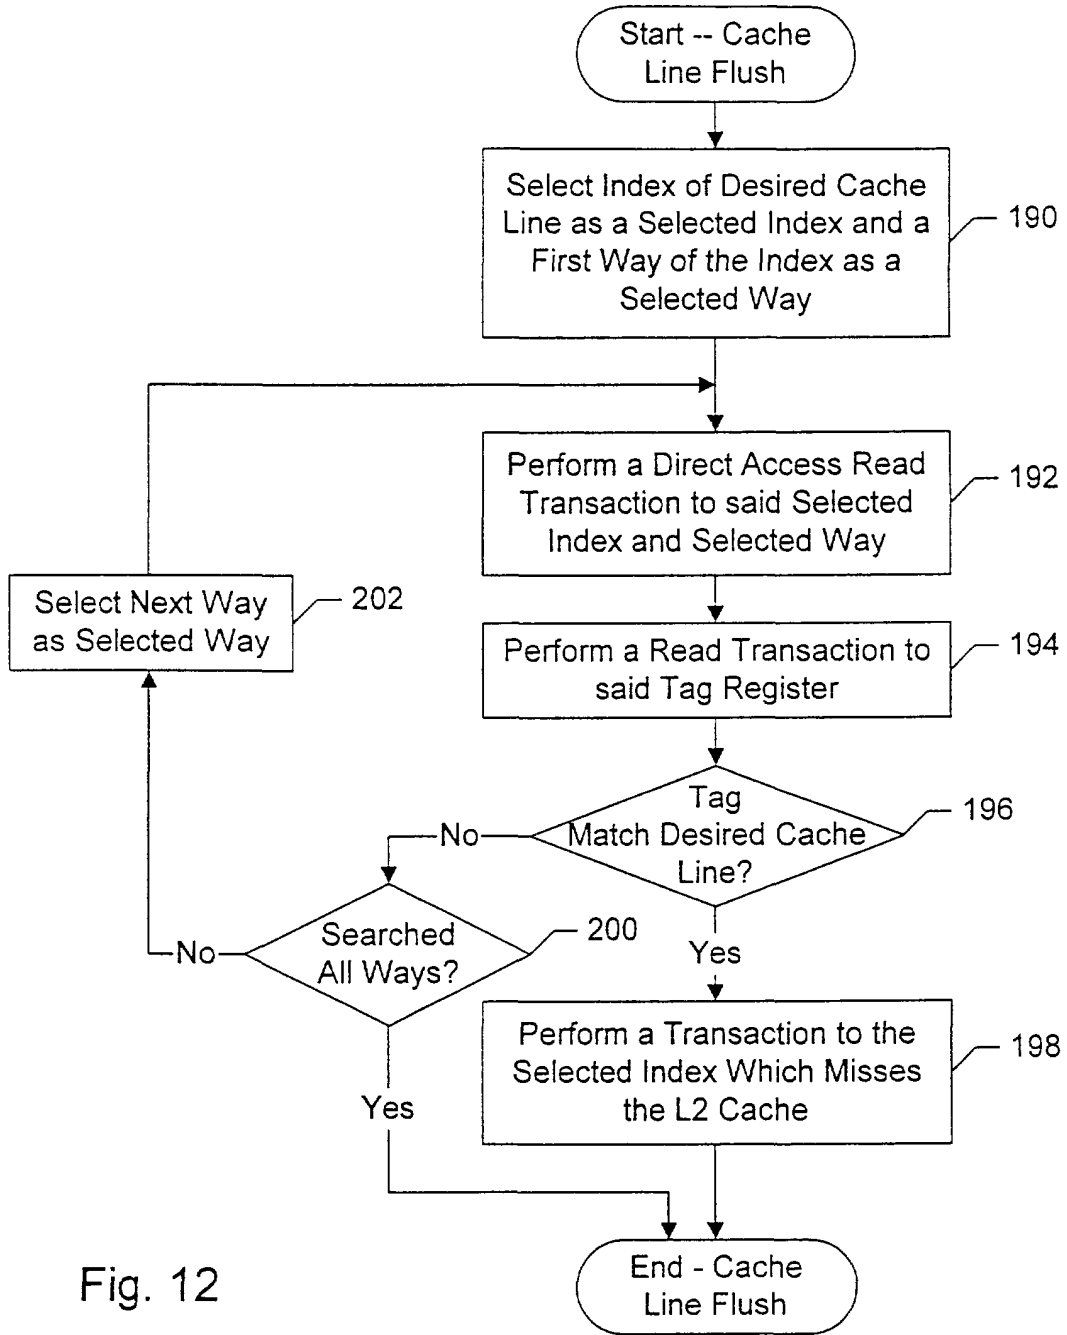 Start -- Cache
Line Flush
Select Index of Desired Cache
Line as a Selected Index and a
First Way of the Index as a
Selected Way
190
Perform a Direct Access Read
Transaction to said Selected
Index and Selected Way
192
Select Next Way
as Selected Way
202
Perform a Read Transaction to
said Tag Register
194
Tag
Match Desired Cache
Line?
196
No
Searched
All Ways?
200
No
Yes
Perform a Transaction to the
Selected Index Which Misses
the L2 Cache
198
Yes
End - Cache
Line Flush
Fig. 12